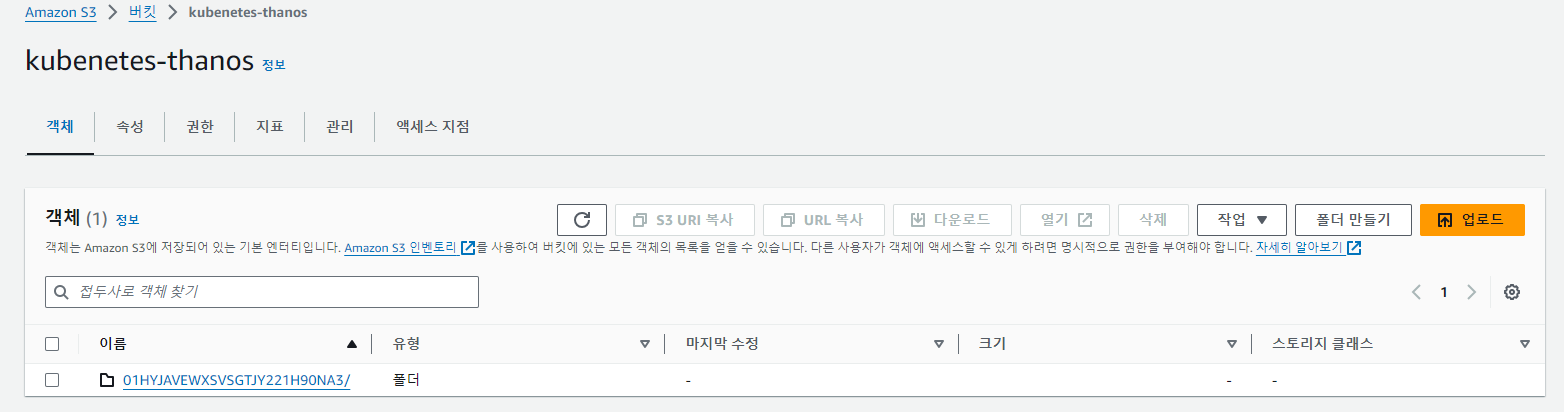 Amazon S3 > 버킷 > kubenetes-thanos
kubenetes-thanos 정보
객체 속성 권한 지표 관리 액세스 지점
객체 (1) 정보 S3 URI 복사 URL 복사 다운로드 열기 삭제 작업 폴더 만들기 업로드
객체는 Amazon S3에 저장되어 있는 기본 엔터티입니다. Amazon S3 인벤토리를 사용하여 버킷에 있는 모든 객체의 목록을 얻을 수 있습니다. 다른 사용자가 객체에 액세스할 수 있게 하려면 명시적으로 권한을 부여해야 합니다. 자세히 알아보기
접두사로 객체 찾기 < 1 >
이름 유형 마지막 수정 크기 스토리지 클래스
01HYJAVEWXSVSGTJY221H90NA3/ 폴더 - - -